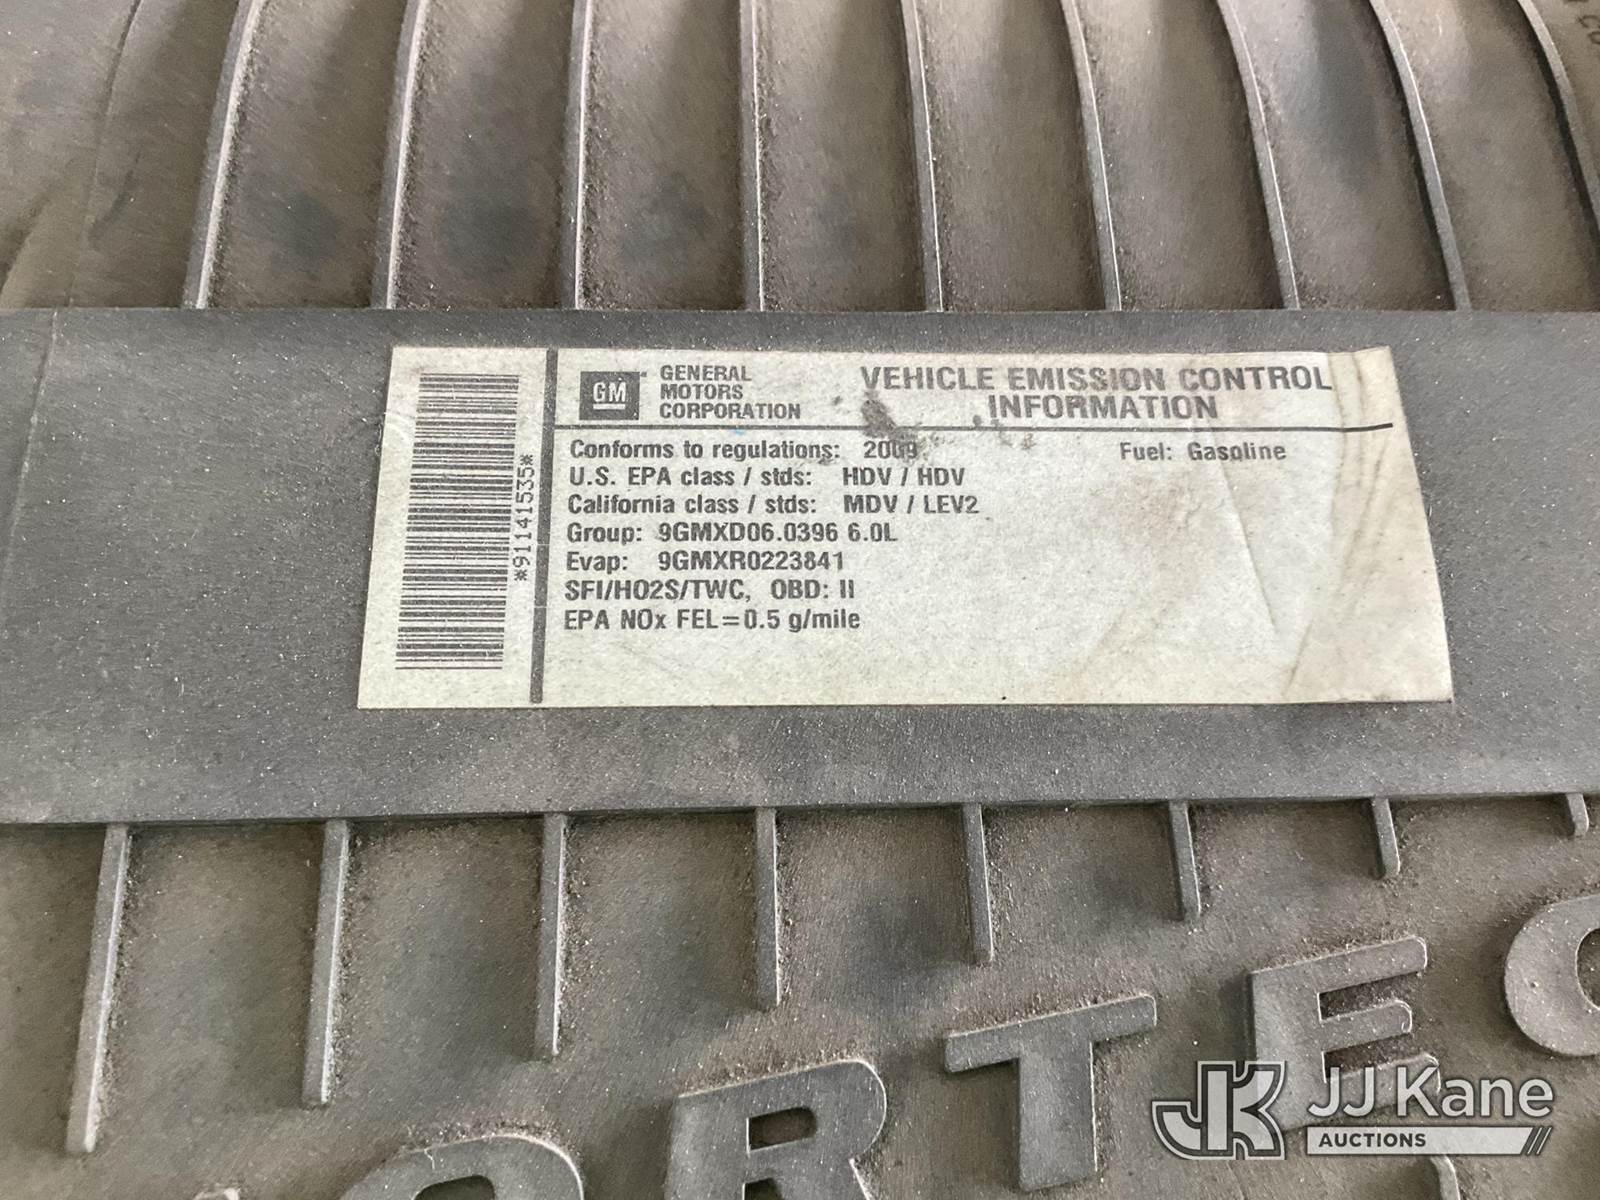 GM
GENERAL
MOTORS
CORPORATION
VEHICLE EMISSION CONTROL
INFORMATION
Conforms to regulations: 2009
Fuel: Gasoline
U.S. EPA class / stds: HDV / HDV
California class / stds: MDV / LEV2
Group: 9GMXD06.0396 6.0L
Evap: 9GMXR0223841
SFI/HO2S/TWC, OBD: II
EPA NOx FEL=0.5 g/mile
*91141535*
ORTEC
JK JJ Kane
AUCTIONS